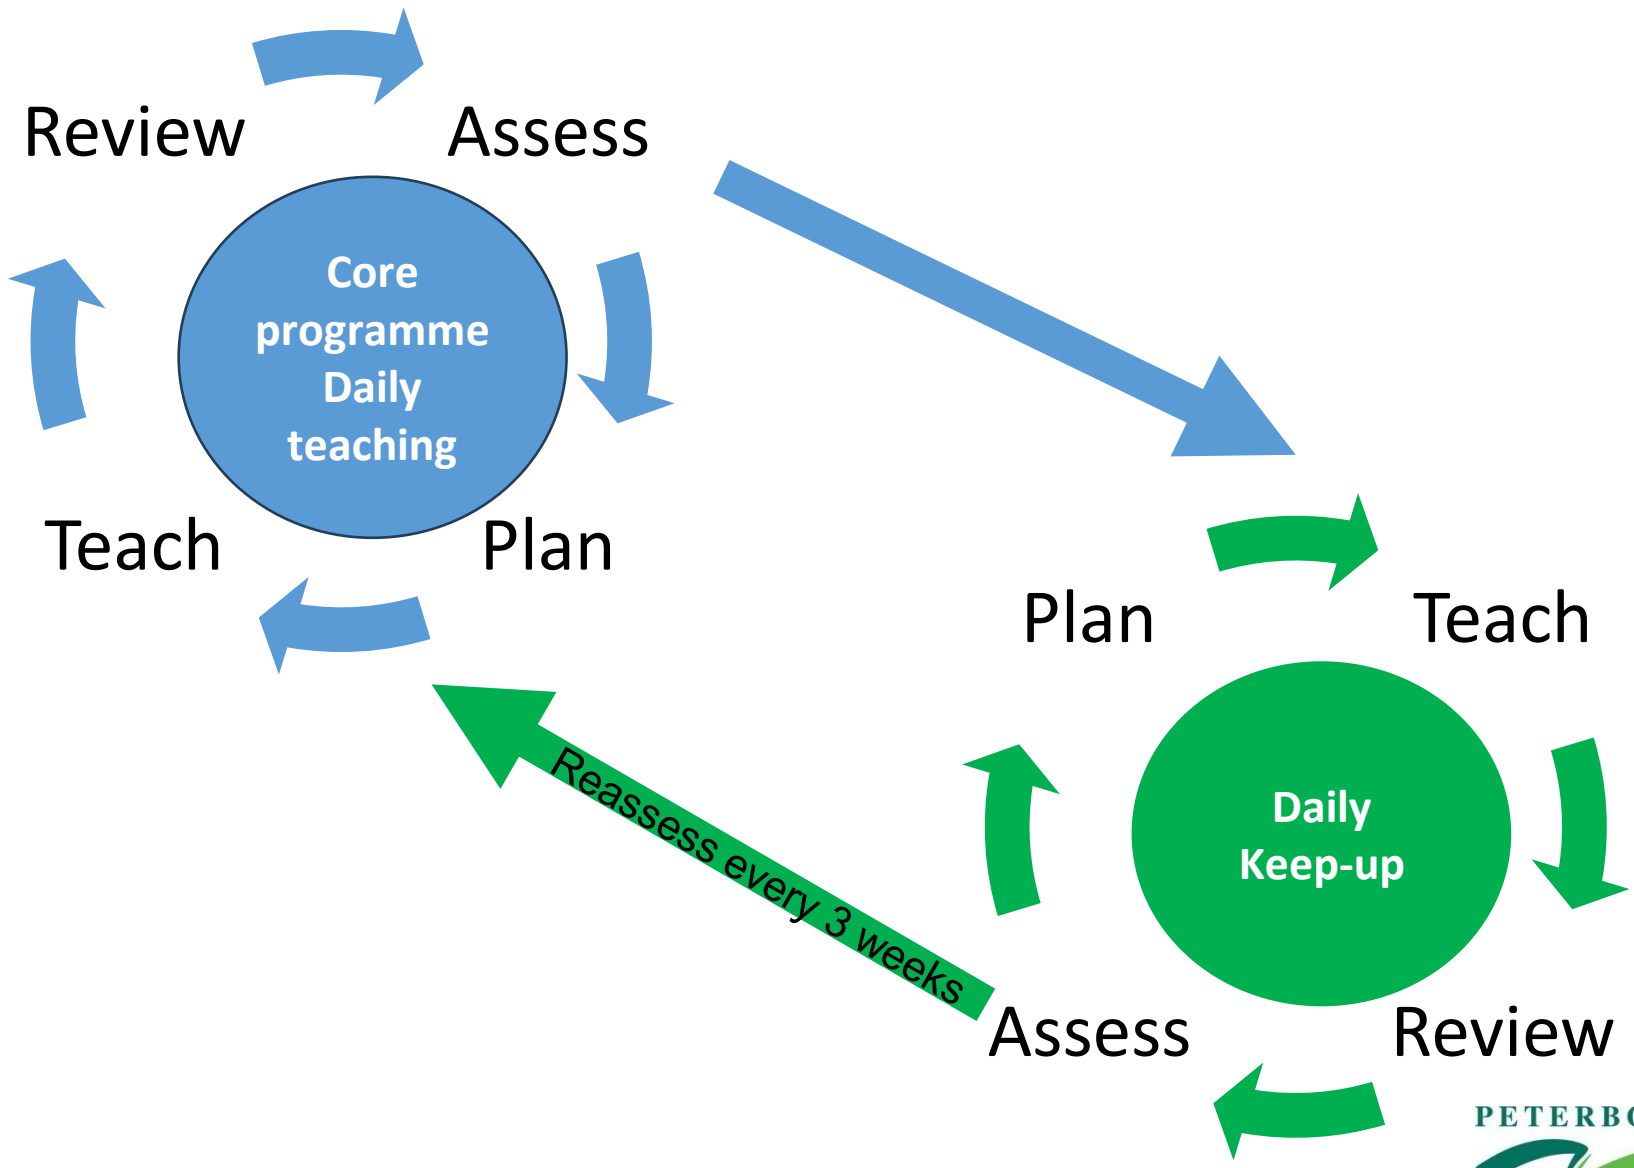 Review
Assess
Core
programme
Daily
teaching
Teach
Plan
Plan
Teach
Daily
Keep-up
Reassess every 3 weeks
Assess
Review